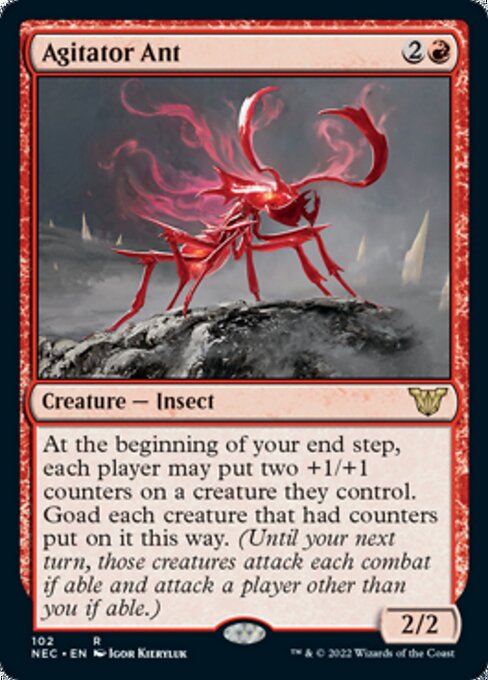 Agitator Ant 2
Creature — Insect
At the beginning of your end step,
each player may put two +1/+1
counters on a creature they control.
Goad each creature that had counters
put on it this way. (Until your next
turn, those creatures attack each combat
if able and attack a player other than
you if able.)
2/2
102 R
NEC • EN Igor Kieryluk ™ & © 2022 Wizards of the Coast